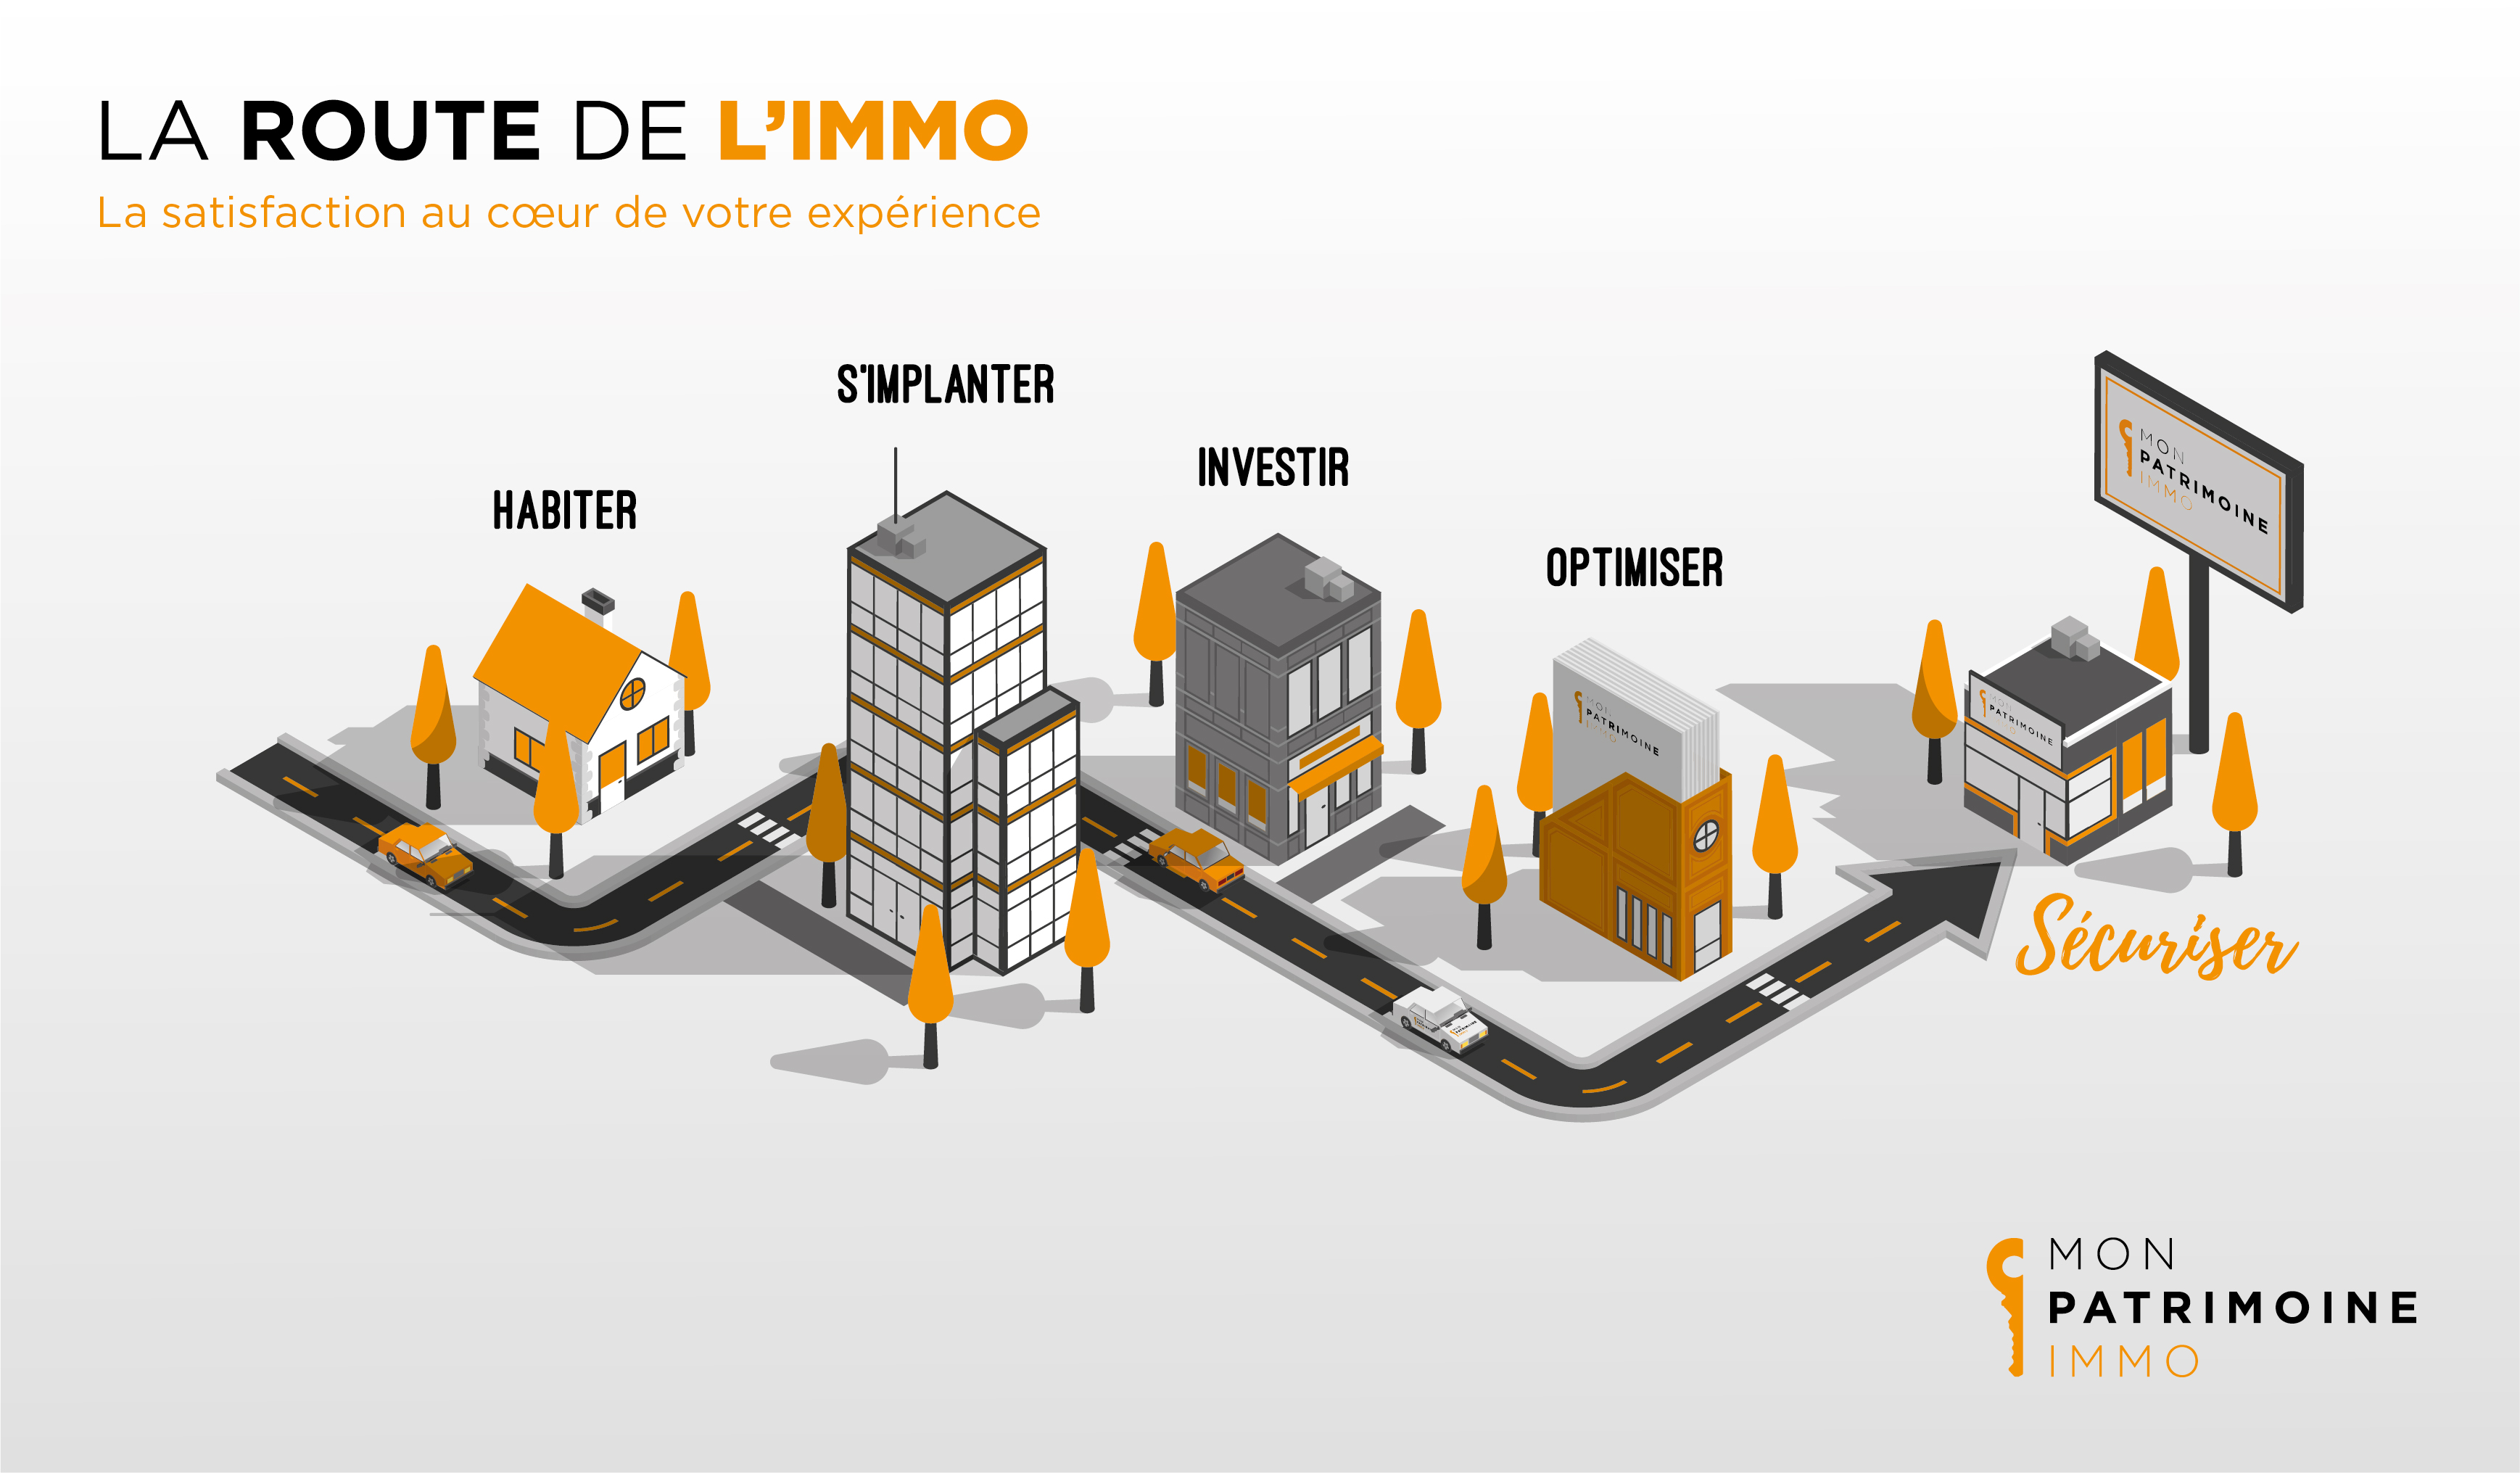 LA ROUTE DE L'IMMO
La satisfaction au cœur de votre expérience
S'IMPLANTER
INVESTIR
HABITER
OPTIMISER
MON
PATRIMOINE
IMMO
MON
PATRIMOINE
IMMO
MON
PATRIMOINE
IMMO
Sécuriser
MON
PATRIMOINE
IMMO